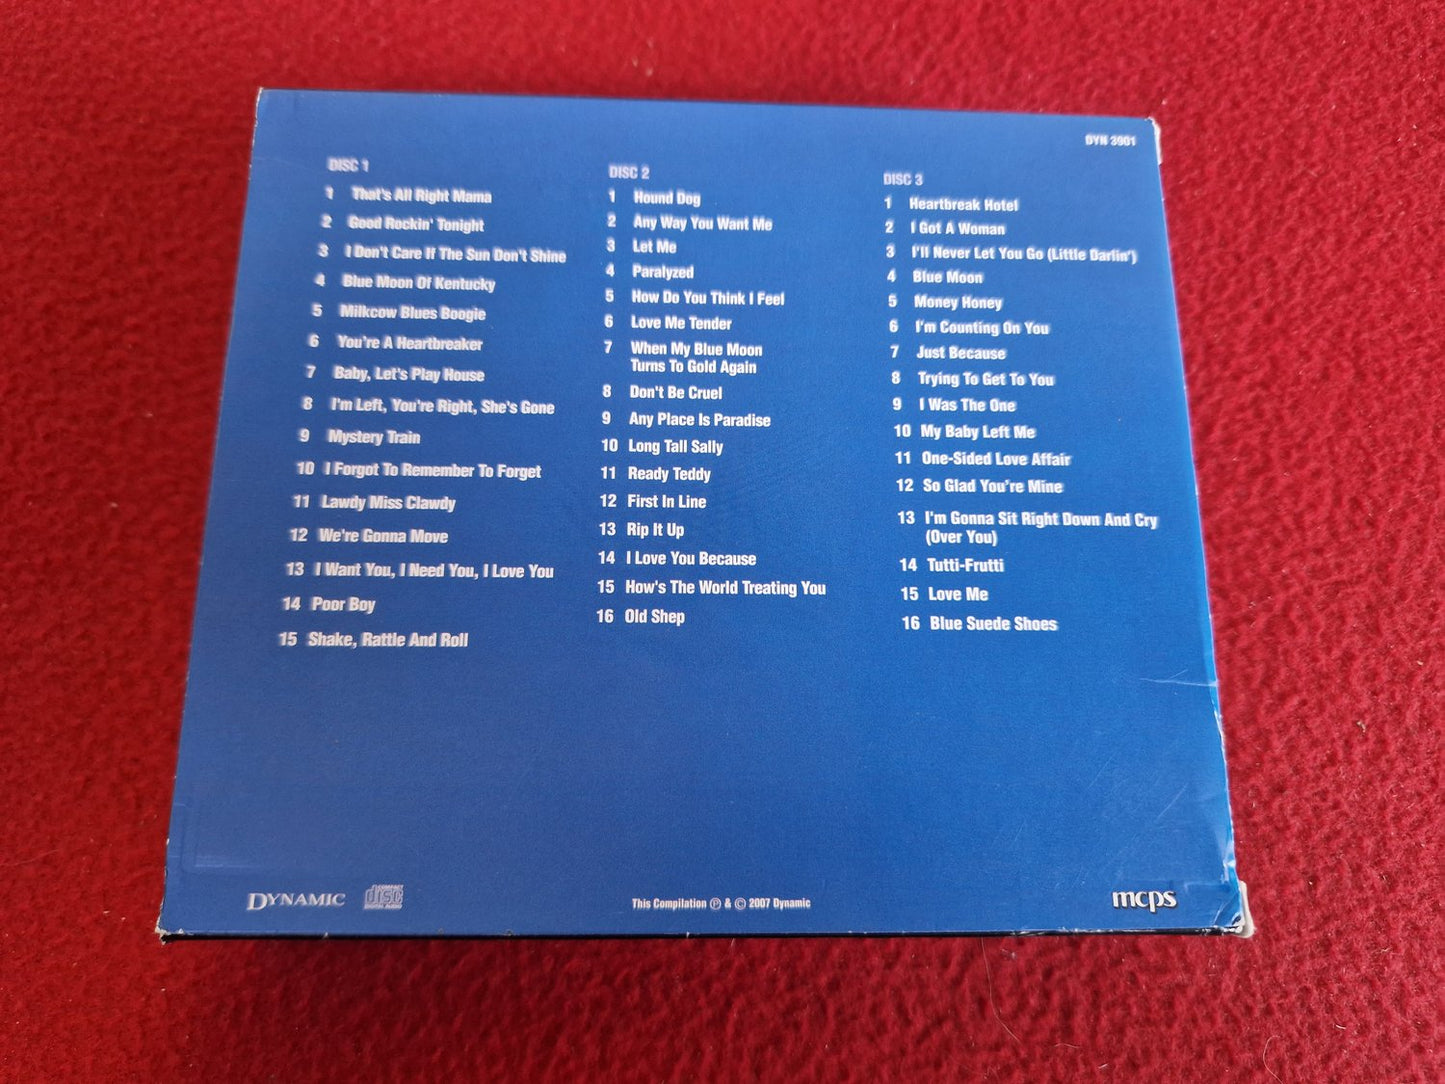 DYN 3901
DISC 1
1 That's All Right Mama
2 Good Rockin' Tonight
3 I Don't Care If The Sun Don't Shine
4 Blue Moon Of Kentucky
5 Milkcow Blues Boogie
6 You're A Heartbreaker
7 Baby, Let's Play House
8 I'm Left, You're Right, She's Gone
9 Mystery Train
10 I Forgot To Remember To Forget
11 Lawdy Miss Clawdy
12 We're Gonna Move
13 I Want You, I Need You, I Love You
14 Poor Boy
15 Shake, Rattle And Roll
DISC 2
1 Hound Dog
2 Any Way You Want Me
3 Let Me
4 Paralyzed
5 How Do You Think I Feel
6 Love Me Tender
7 When My Blue Moon
Turns To Gold Again
8 Don't Be Cruel
9 Any Place Is Paradise
10 Long Tall Sally
11 Ready Teddy
12 First In Line
13 Rip It Up
14 I Love You Because
15 How's The World Treating You
16 Old Shep
DISC 3
1 Heartbreak Hotel
2 I Got A Woman
3 I'll Never Let You Go (Little Darlin')
4 Blue Moon
5 Money Honey
6 I'm Counting On You
7 Just Because
8 Trying To Get To You
9 I Was The One
10 My Baby Left Me
11 One-Sided Love Affair
12 So Glad You're Mine
13 I'm Gonna Sit Right Down And Cry
(Over You)
14 Tutti-Frutti
15 Love Me
16 Blue Suede Shoes
DYNAMIC
COMPACT
disc
DIGITAL AUDIO
This Compilation ℗ & © 2007 Dynamic
mcps